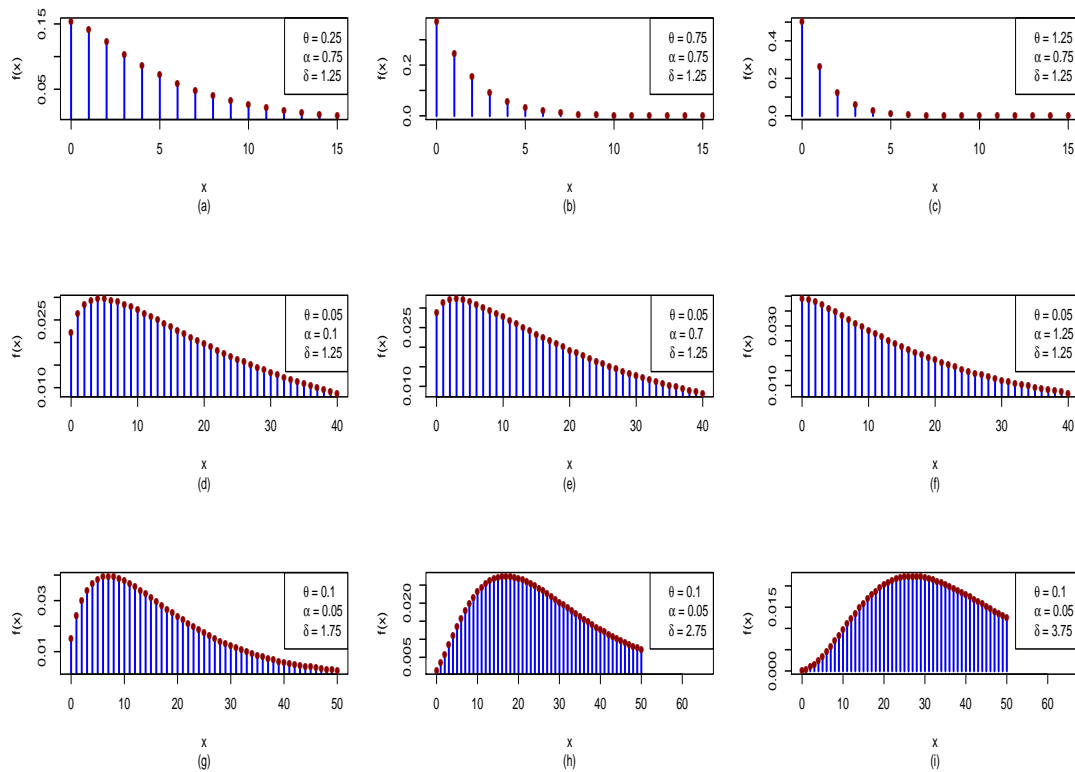 f(x)
0.05
0.15
θ = 0.25
α = 0.75
δ = 1.25
0
5
10
15
x
(a)
f(x)
0.0
0.2
θ = 0.75
α = 0.75
δ = 1.25
0
5
10
15
x
(b)
f(x)
0.0
0.2
0.4
θ = 1.25
α = 0.75
δ = 1.25
0
5
10
15
x
(c)
f(x)
0.010
0.025
θ = 0.05
α = 0.1
δ = 1.25
0
10
20
30
40
x
(d)
f(x)
0.010
0.025
θ = 0.05
α = 0.7
δ = 1.25
0
10
20
30
40
x
(e)
f(x)
0.010
0.030
θ = 0.05
α = 1.25
δ = 1.25
0
10
20
30
40
x
(f)
f(x)
0.01
0.03
θ = 0.1
α = 0.05
δ = 1.75
0
10
20
30
40
50
x
(g)
f(x)
0.005
0.020
θ = 0.1
α = 0.05
δ = 2.75
0
10
20
30
40
50
60
x
(h)
f(x)
0.000
0.015
θ = 0.1
α = 0.05
δ = 3.75
0
10
20
30
40
50
60
x
(i)